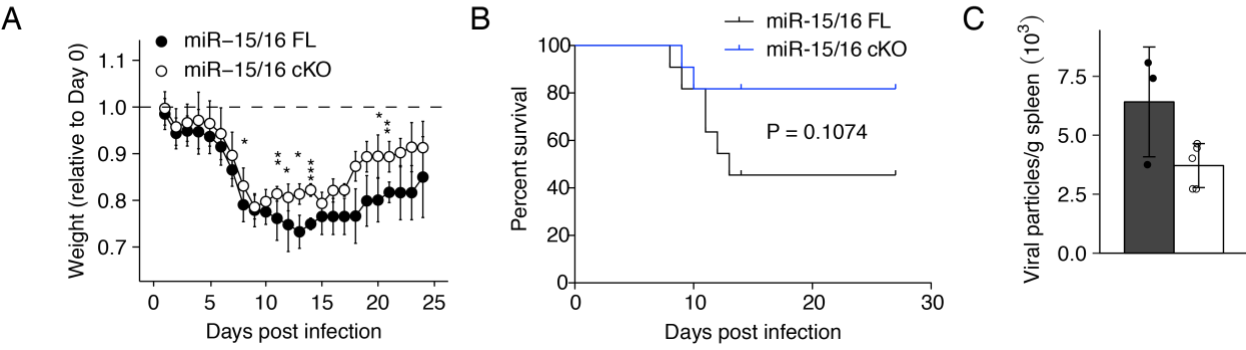 A
miR–15/16 FL
miR–15/16 cKO
Weight (relative to Day 0)
1.1
1.0
0.9
0.8
0.7
*
**
*
*
***
*
**
0 5 10 15 20 25
Days post infection
B
miR-15/16 FL
miR-15/16 cKO
Percent survival
100
80
60
40
20
0
P = 0.1074
0 10 20 30
Days post infection
C
Viral particles/g spleen (10³)
7.5
5.0
2.5
0.0